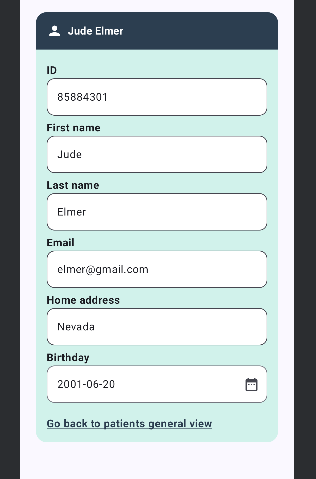 Jude Elmer
ID
85884301
First name
Jude
Last name
Elmer
Email
elmer@gmail.com
Home address
Nevada
Birthday
2001-06-20
Go back to patients general view